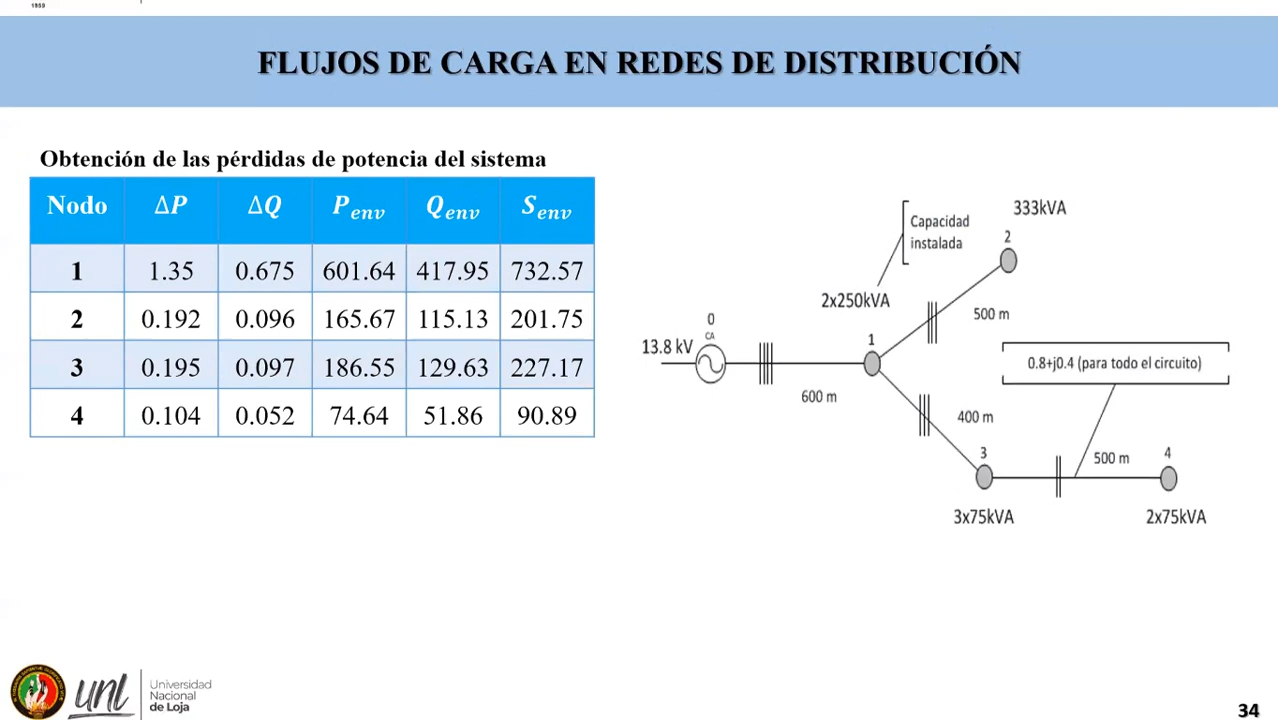 1859
FLUJOS DE CARGA EN REDES DE DISTRIBUCIÓN
Obtención de las pérdidas de potencia del sistema
Nodo ΔP ΔQ P_env Q_env S_env
1 1.35 0.675 601.64 417.95 732.57
2 0.192 0.096 165.67 115.13 201.75
3 0.195 0.097 186.55 129.63 227.17
4 0.104 0.052 74.64 51.86 90.89
333kVA
Capacidad
instalada
2
2x250kVA
500 m
0
CA
13.8 kV
1
600 m
0.8+j0.4 (para todo el circuito)
400 m
3
500 m
4
3x75kVA
2x75kVA
unl
Universidad
Nacional
de Loja
34